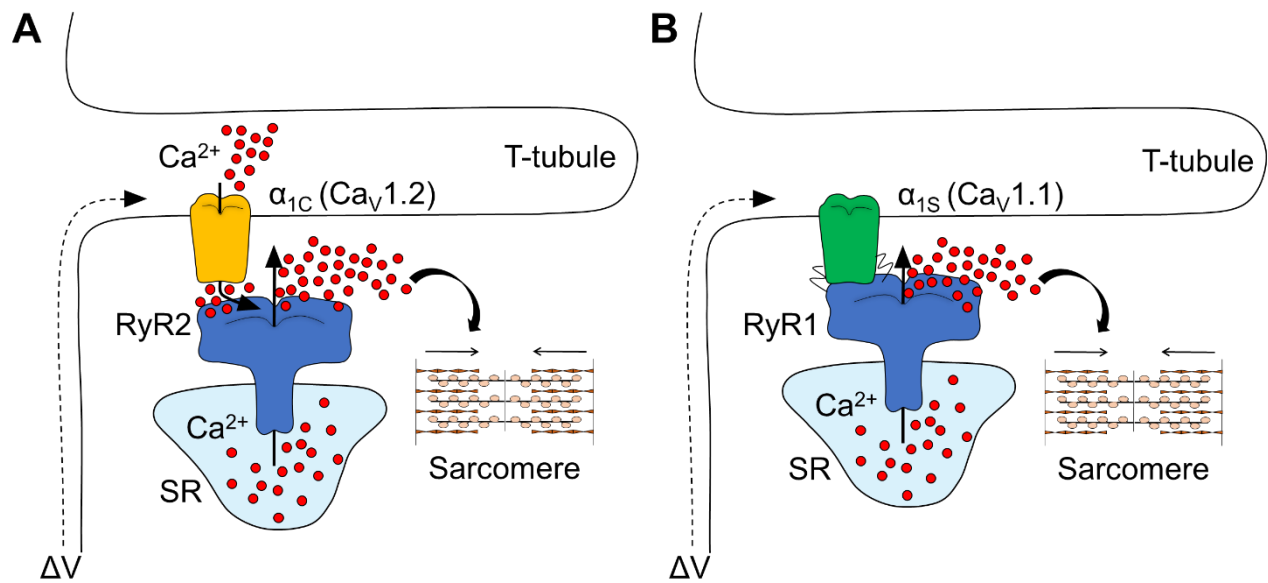 A
Ca²⁺
T-tubule
α₁C (CaV1.2)
RyR2
Ca²⁺
SR
Sarcomere
ΔV
B
T-tubule
α₁S (CaV1.1)
RyR1
Ca²⁺
SR
Sarcomere
ΔV